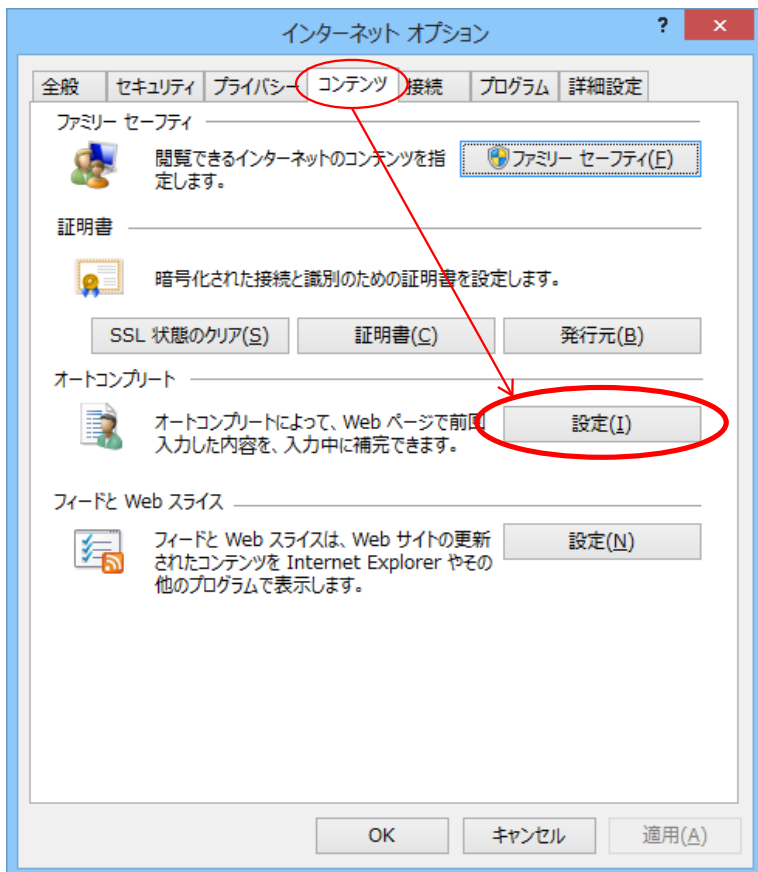 インターネット オプション
?
×
全般 セキュリティ プライバシー コンテンツ 接続 プログラム 詳細設定
ファミリー セーフティ
閲覧できるインターネットのコンテンツを指
定します。
ファミリー セーフティ(F)
証明書
暗号化された接続と識別のための証明書を設定します。
SSL 状態のクリア(S) 証明書(C) 発行元(B)
オートコンプリート
オートコンプリートによって、Web ページで前回
入力した内容を、入力中に補完できます。
設定(I)
フィードと Web スライス
フィードと Web スライスは、Web サイトの更新
されたコンテンツを Internet Explorer やその
他のプログラムで表示します。
設定(N)
OK キャンセル 適用(A)